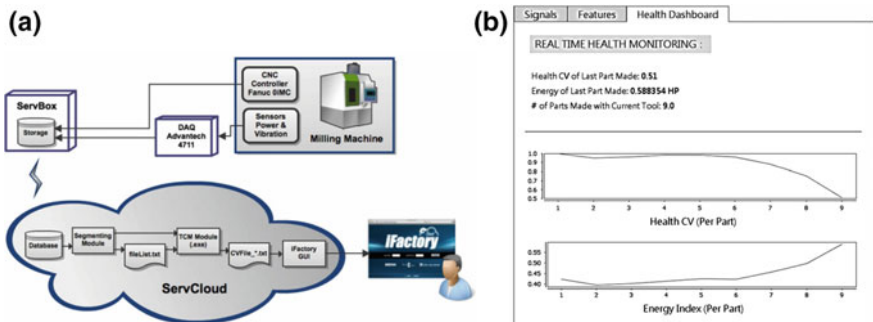 (a)
ServBox
Storage
DAQ
Advantech
4711
CNC
Controller
Fanuc 0iMC
Sensors
Power &
Vibration
Milling Machine
Database
Segmenting
Module
fileList.txt
TCM Module
(.exe)
CVFile_*.txt
iFactory
GUI
ServCloud
iFactory
(b)
Signals
Features
Health Dashboard
REAL TIME HEALTH MONITORING :
Health CV of Last Part Made: 0.51
Energy of Last Part Made: 0.588354 HP
# of Parts Made with Current Tool: 9.0
1.0
0.9
0.8
0.7
0.6
0.5
1 2 3 4 5 6 7 8 9
Health CV (Per Part)
0.55
0.50
0.45
0.40
1 2 3 4 5 6 7 8 9
Energy Index (Per Part)